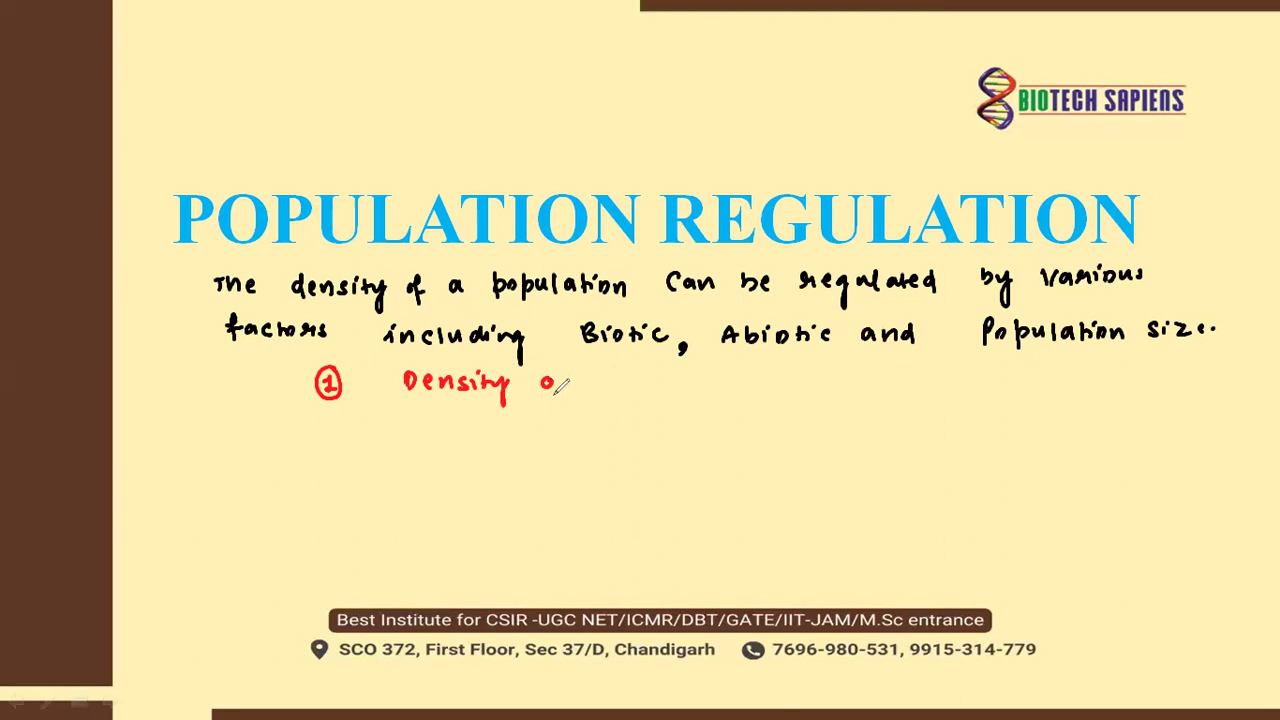 BIOTECH SAPIENS
POPULATION REGULATION
The density of a population can be regulated by various
factors including Biotic, Abiotic and Population size.
① Density
Best Institute for CSIR -UGC NET/ICMR/DBT/GATE/IIT-JAM/M.Sc entrance
SCO 372, First Floor, Sec 37/D, Chandigarh 7696-980-531, 9915-314-779